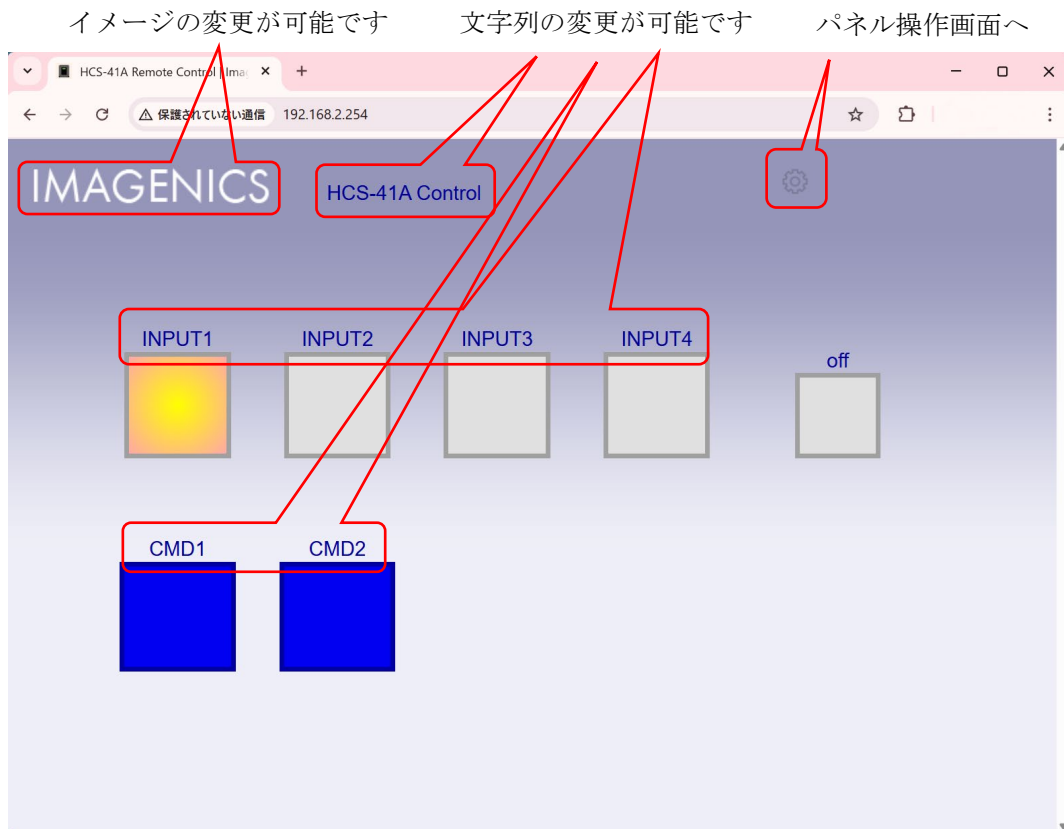 イメージの変更が可能です
文字列の変更が可能です
パネル操作画面へ
HCS-41A Remote Control | Ima
保護されていない通信
192.168.2.254
IMAGENICS
HCS-41A Control
INPUT1
INPUT2
INPUT3
INPUT4
off
CMD1
CMD2